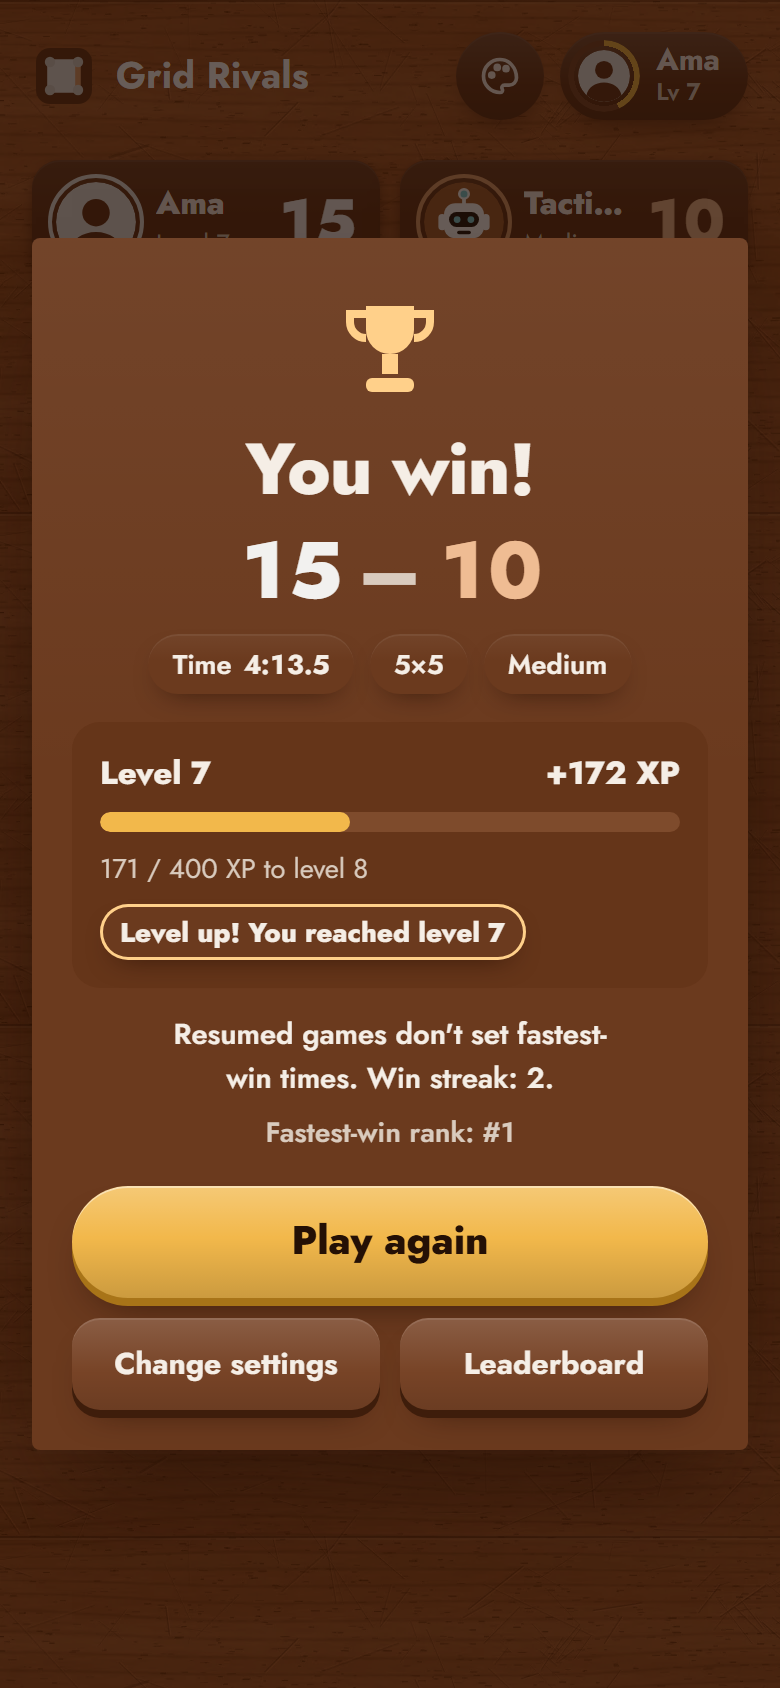 Grid Rivals
Ama
Lv 7
Ama
15
Tacti...
10
You win!
15 – 10
Time 4:13.5
5×5
Medium
Level 7
+172 XP
171 / 400 XP to level 8
Level up! You reached level 7
Resumed games don't set fastest-
win times. Win streak: 2.
Fastest-win rank: #1
Play again
Change settings
Leaderboard